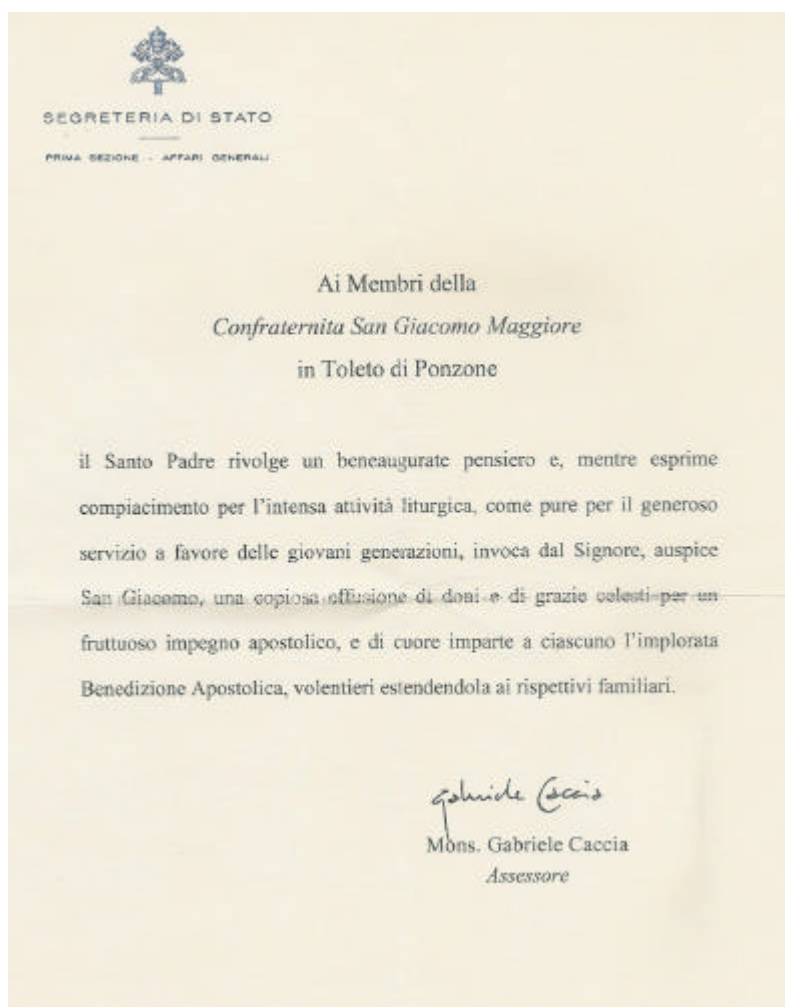 SEGRETERIA DI STATO
PRIMA SEZIONE - AFFARI GENERALI
Ai Membri della
Confraternita San Giacomo Maggiore
in Toleto di Ponzone
il Santo Padre rivolge un beneaugurate pensiero e, mentre esprime
compiacimento per l'intensa attività liturgica, come pure per il generoso
servizio a favore delle giovani generazioni, invoca dal Signore, auspice
San Giacomo, una copiosa effusione di doni e di grazie celesti per un
fruttuoso impegno apostolico, e di cuore imparte a ciascuno l'implorata
Benedizione Apostolica, volentieri estendendola ai rispettivi familiari.
Gabriele Caccia
Mons. Gabriele Caccia
Assessore